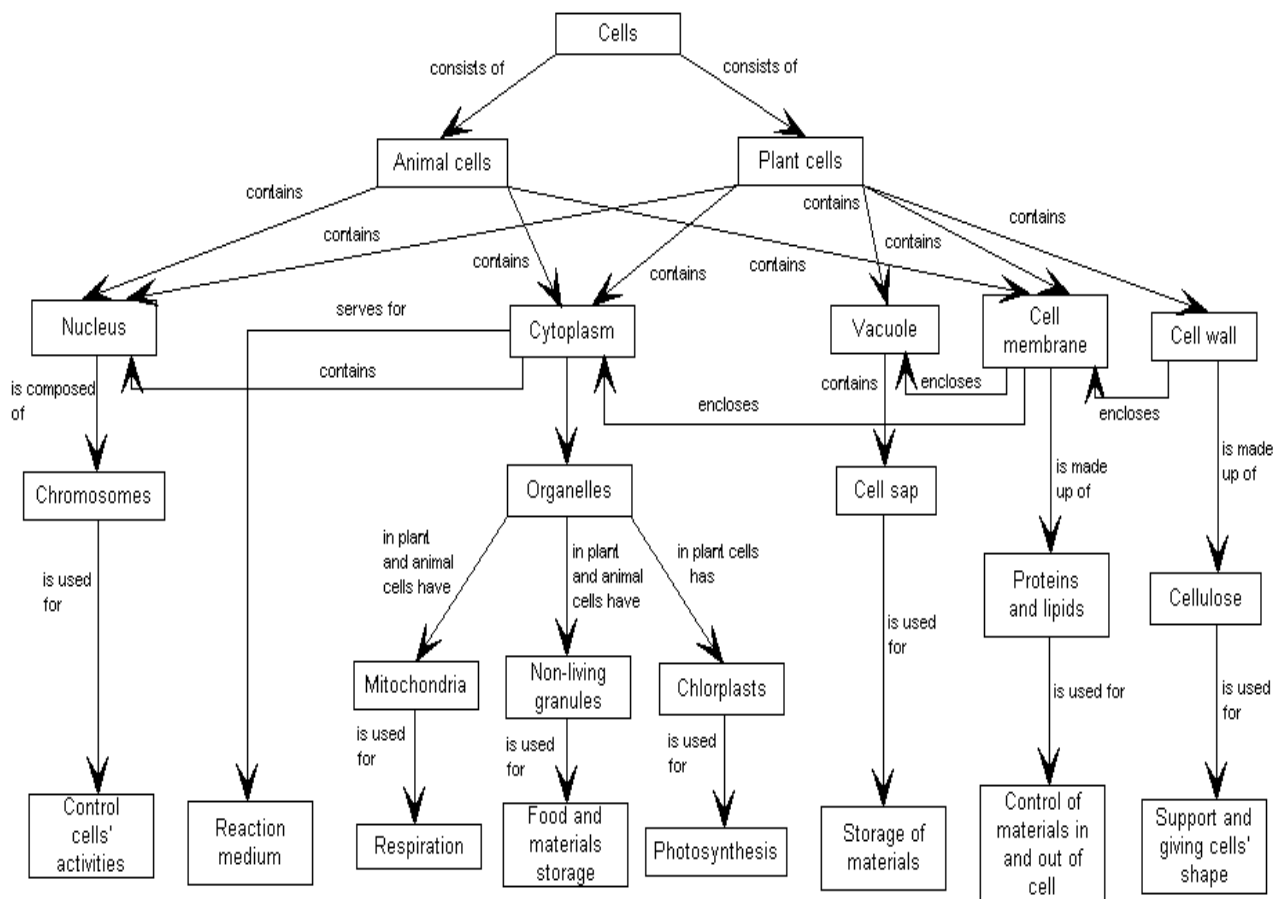 Cells
consists of
consists of
Animal cells
Plant cells
contains
contains
contains
contains
contains
contains
contains
contains
Nucleus
serves for
Cytoplasm
Vacuole
Cell
membrane
Cell wall
is composed
of
contains
encloses
contains
encloses
encloses
Chromosomes
Organelles
Cell sap
is made
up of
is made
up of
in plant
and animal
cells have
in plant
and animal
cells have
in plant cells
has
is used
for
Proteins
and lipids
Cellulose
is used
for
Mitochondria
Non-living
granules
Chlorplasts
is used for
is used
for
is used
for
is used
for
is used
for
Control
cells'
activities
Reaction
medium
Respiration
Food and
materials
storage
Photosynthesis
Storage of
materials
Control of
materials in
and out of
cell
Support and
giving cells'
shape